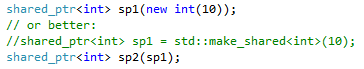 shared_ptr<int> sp1(new int(10));
// or better:
//shared_ptr<int> sp1 = std::make_shared<int>(10);
shared_ptr<int> sp2(sp1);